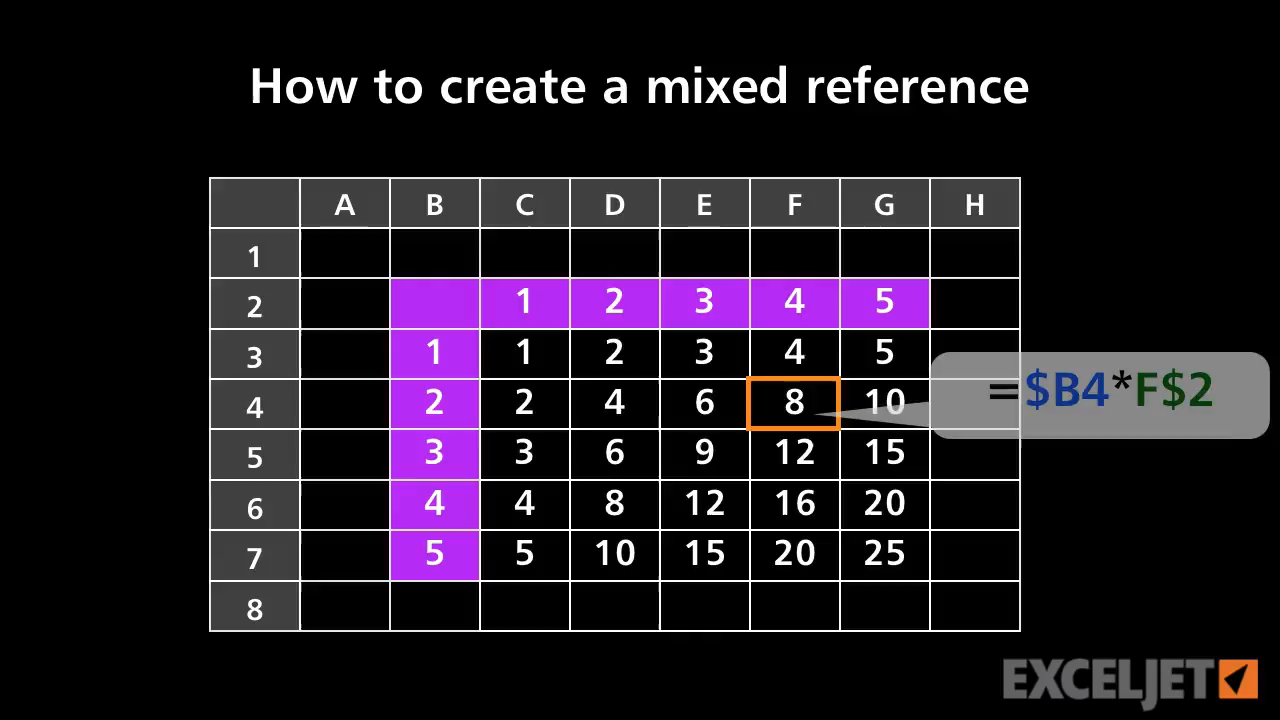 How to create a mixed reference
A B C D E F G H
1
2 1 2 3 4 5
3 1 1 2 3 4 5
4 2 2 4 6 8 10 =$B4*F$2
5 3 3 6 9 12 15
6 4 4 8 12 16 20
7 5 5 10 15 20 25
8
EXCELJET